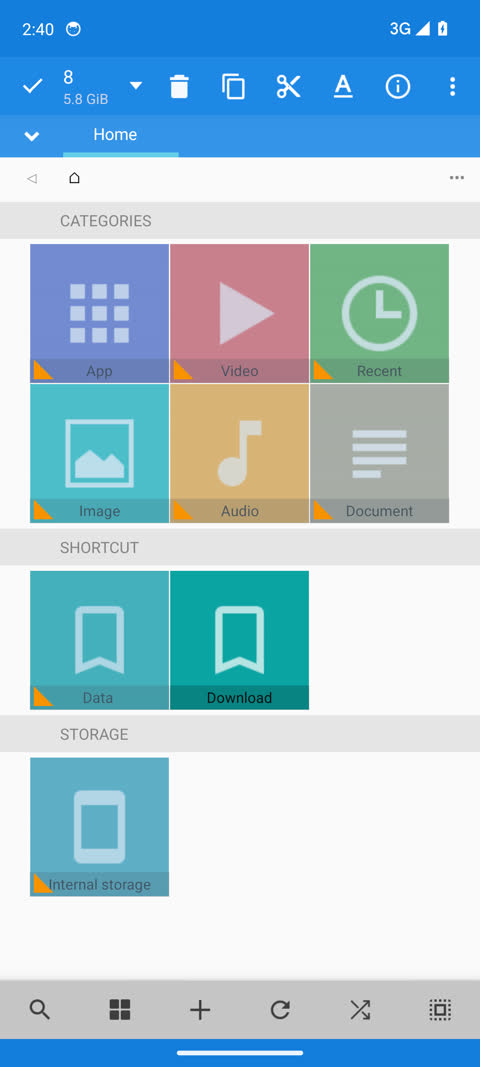 2:40
3G
8
5.8 GiB
Home
CATEGORIES
App
Video
Recent
Image
Audio
Document
SHORTCUT
Data
Download
STORAGE
Internal storage